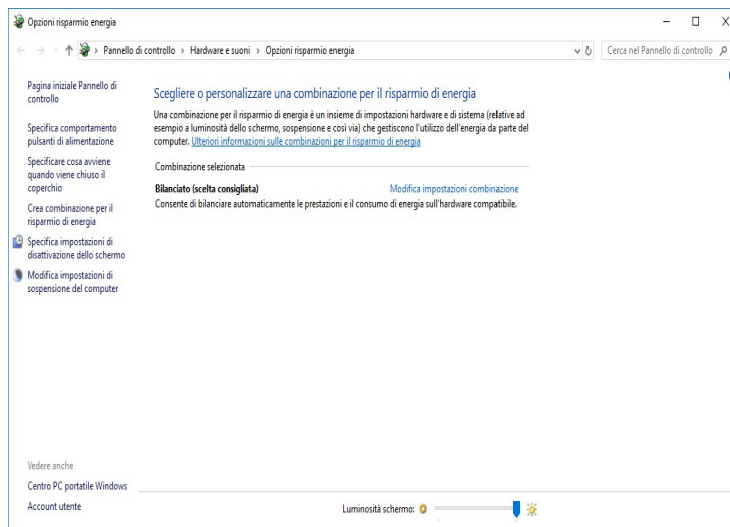 Opzioni risparmio energia
Pannello di controllo › Hardware e suoni › Opzioni risparmio energia
Cerca nel Pannello di controllo
Pagina iniziale Pannello di
controllo
Specifica comportamento
pulsanti di alimentazione
Specificare cosa avviene
quando viene chiuso il
coperchio
Crea combinazione per il
risparmio di energia
Specifica impostazioni di
disattivazione dello schermo
Modifica impostazioni di
sospensione del computer
Scegliere o personalizzare una combinazione per il risparmio di energia
Una combinazione per il risparmio di energia è un insieme di impostazioni hardware e di sistema (relative ad
esempio a luminosità dello schermo, sospensione e così via) che gestiscono l'utilizzo dell'energia da parte del
computer. Ulteriori informazioni sulle combinazioni per il risparmio di energia
Combinazione selezionata
Bilanciato (scelta consigliata) Modifica impostazioni combinazione
Consente di bilanciare automaticamente le prestazioni e il consumo di energia sull'hardware compatibile.
Vedere anche
Centro PC portatile Windows
Account utente
Luminosità schermo: